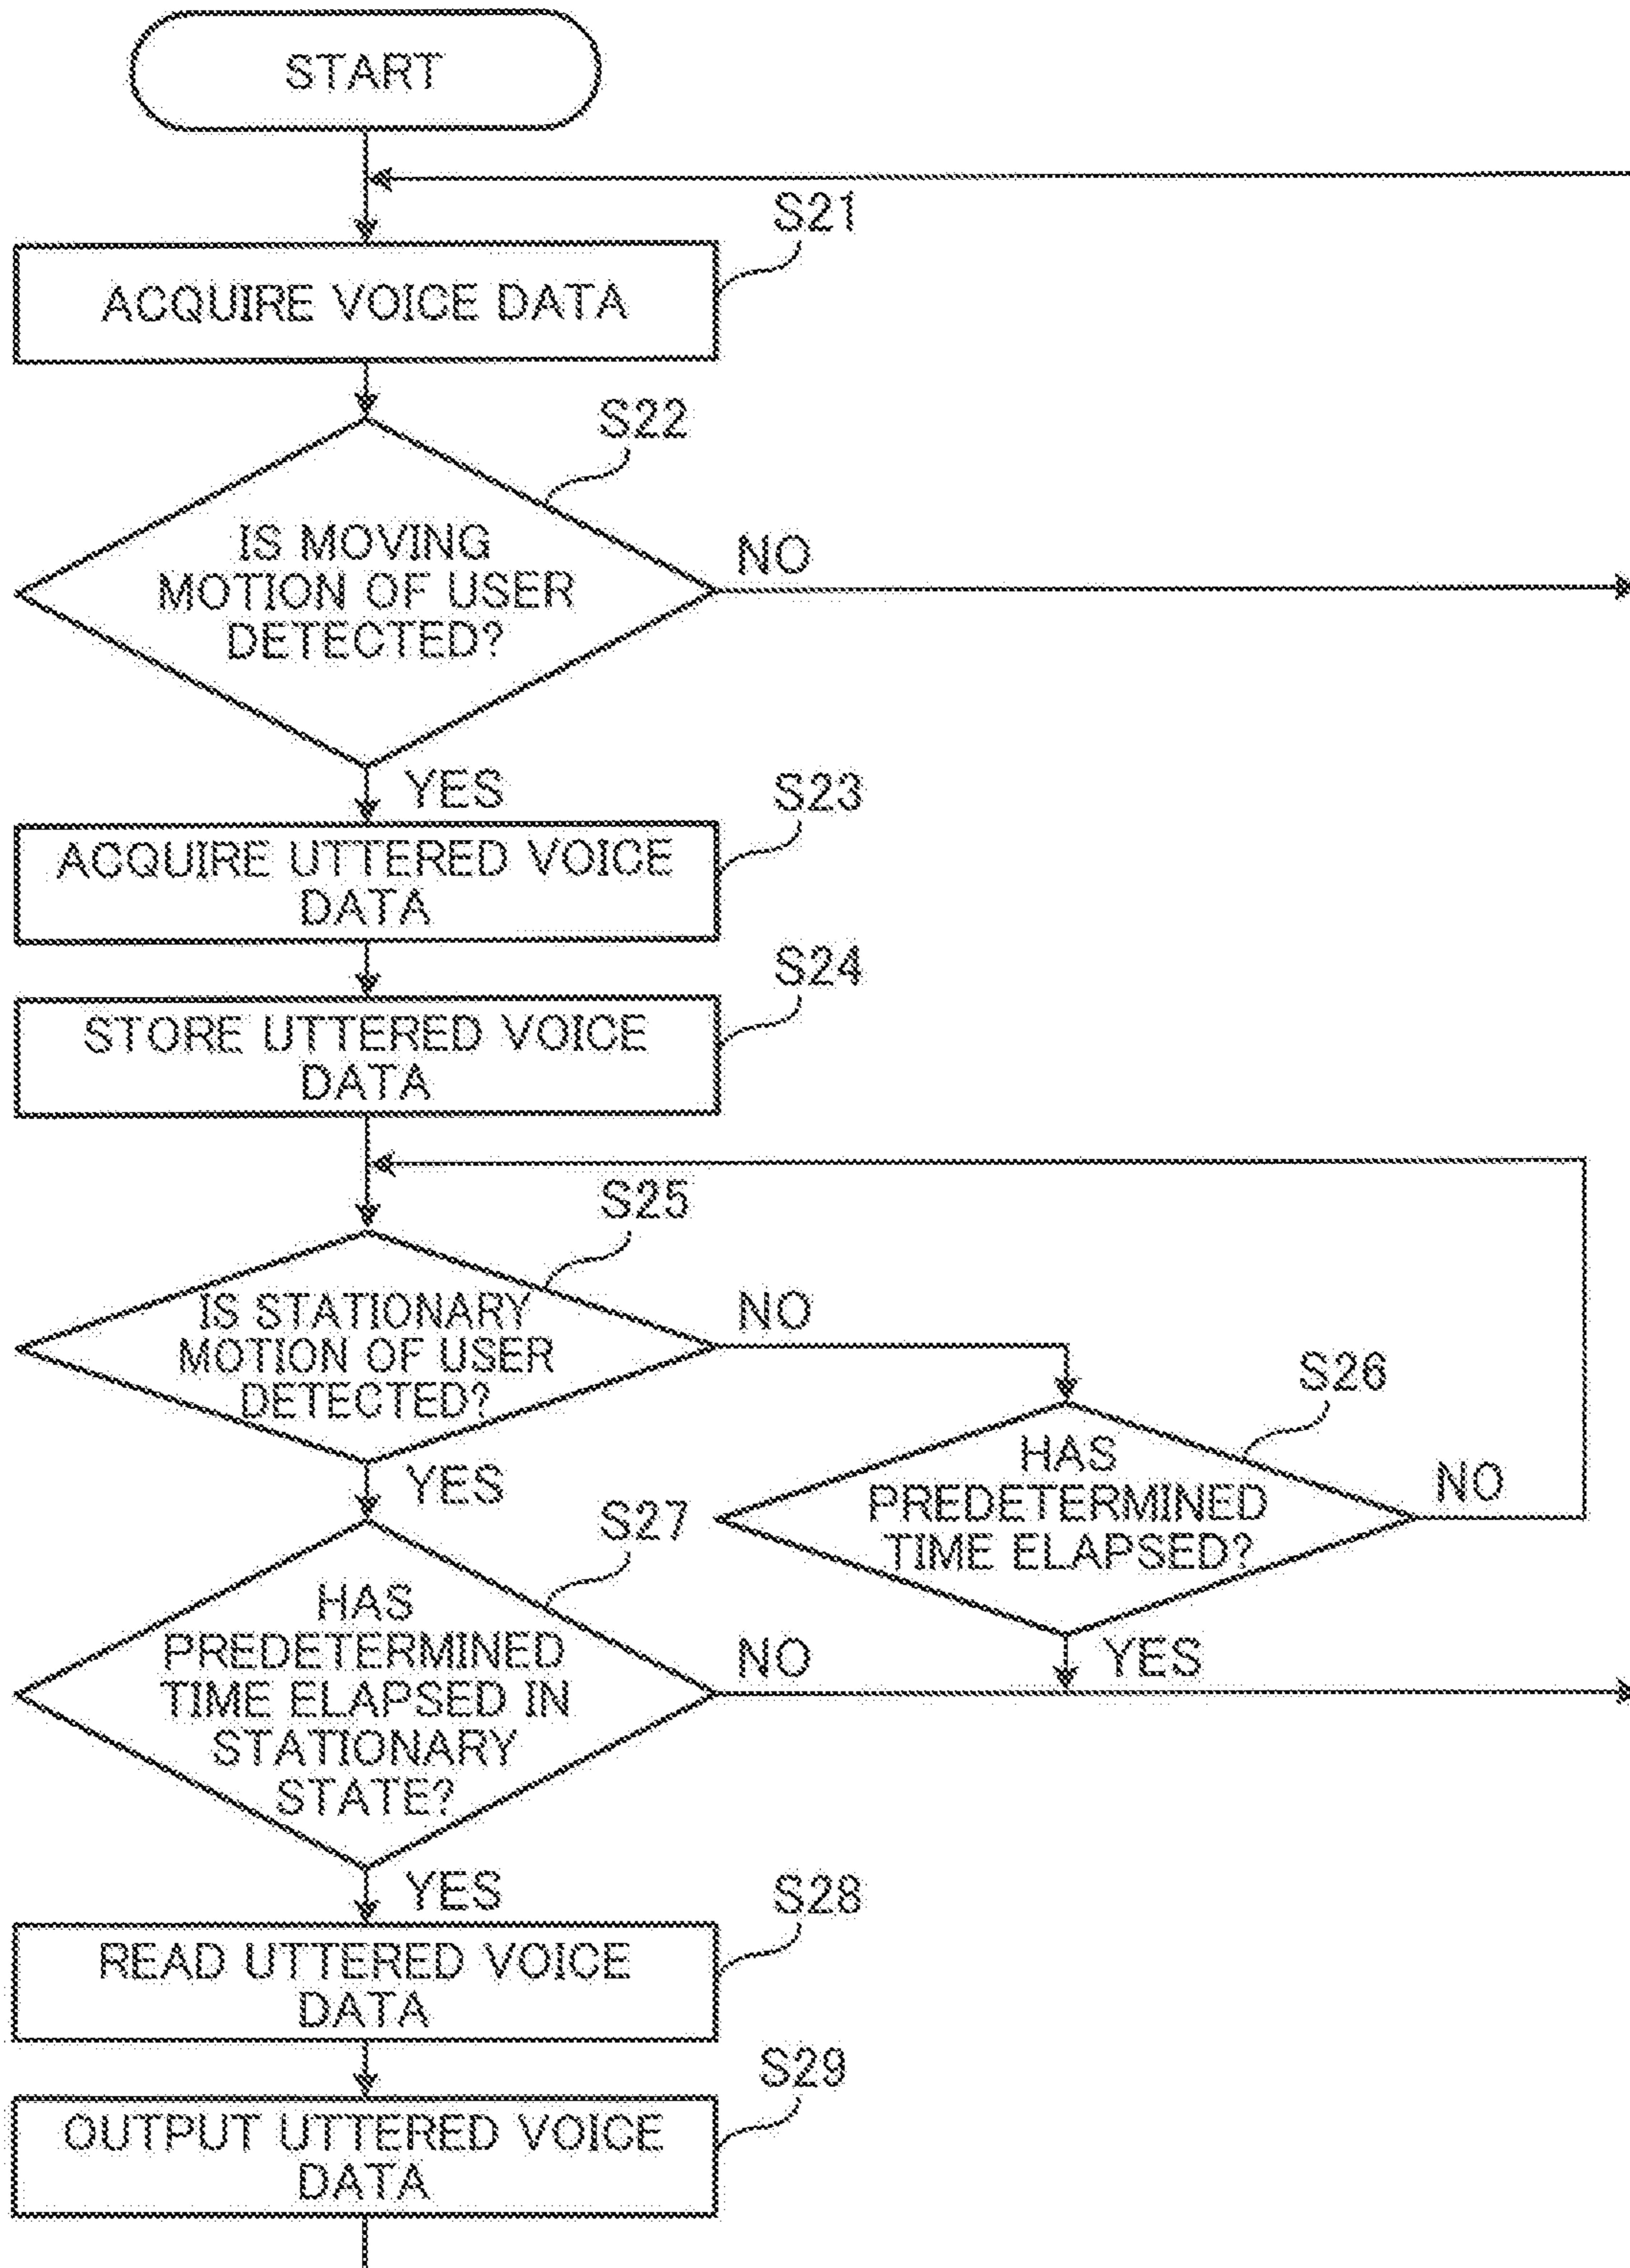 START
S21
ACQUIRE VOICE DATA
S22
IS MOVING
MOTION OF USER
DETECTED?
NO
YES
S23
ACQUIRE UTTERED VOICE
DATA
S24
STORE UTTERED VOICE
DATA
S25
IS STATIONARY
MOTION OF USER
DETECTED?
NO
S26
HAS
PREDETERMINED
TIME ELAPSED?
NO
YES
YES
S27
HAS
PREDETERMINED
TIME ELAPSED IN
STATIONARY
STATE?
NO
YES
S28
READ UTTERED VOICE
DATA
S29
OUTPUT UTTERED VOICE
DATA